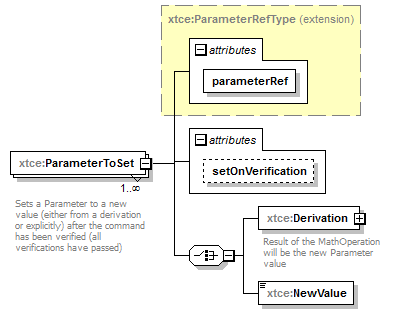 xtce:ParameterRefType (extension)
attributes
parameterRef
attributes
setOnVerification
xtce:ParameterToSet
1..∞
Sets a Parameter to a new
value (either from a derivation
or explicitly) after the command
has been verified (all
verifications have passed)
xtce:Derivation
Result of the MathOperation
will be the new Parameter
value
xtce:NewValue